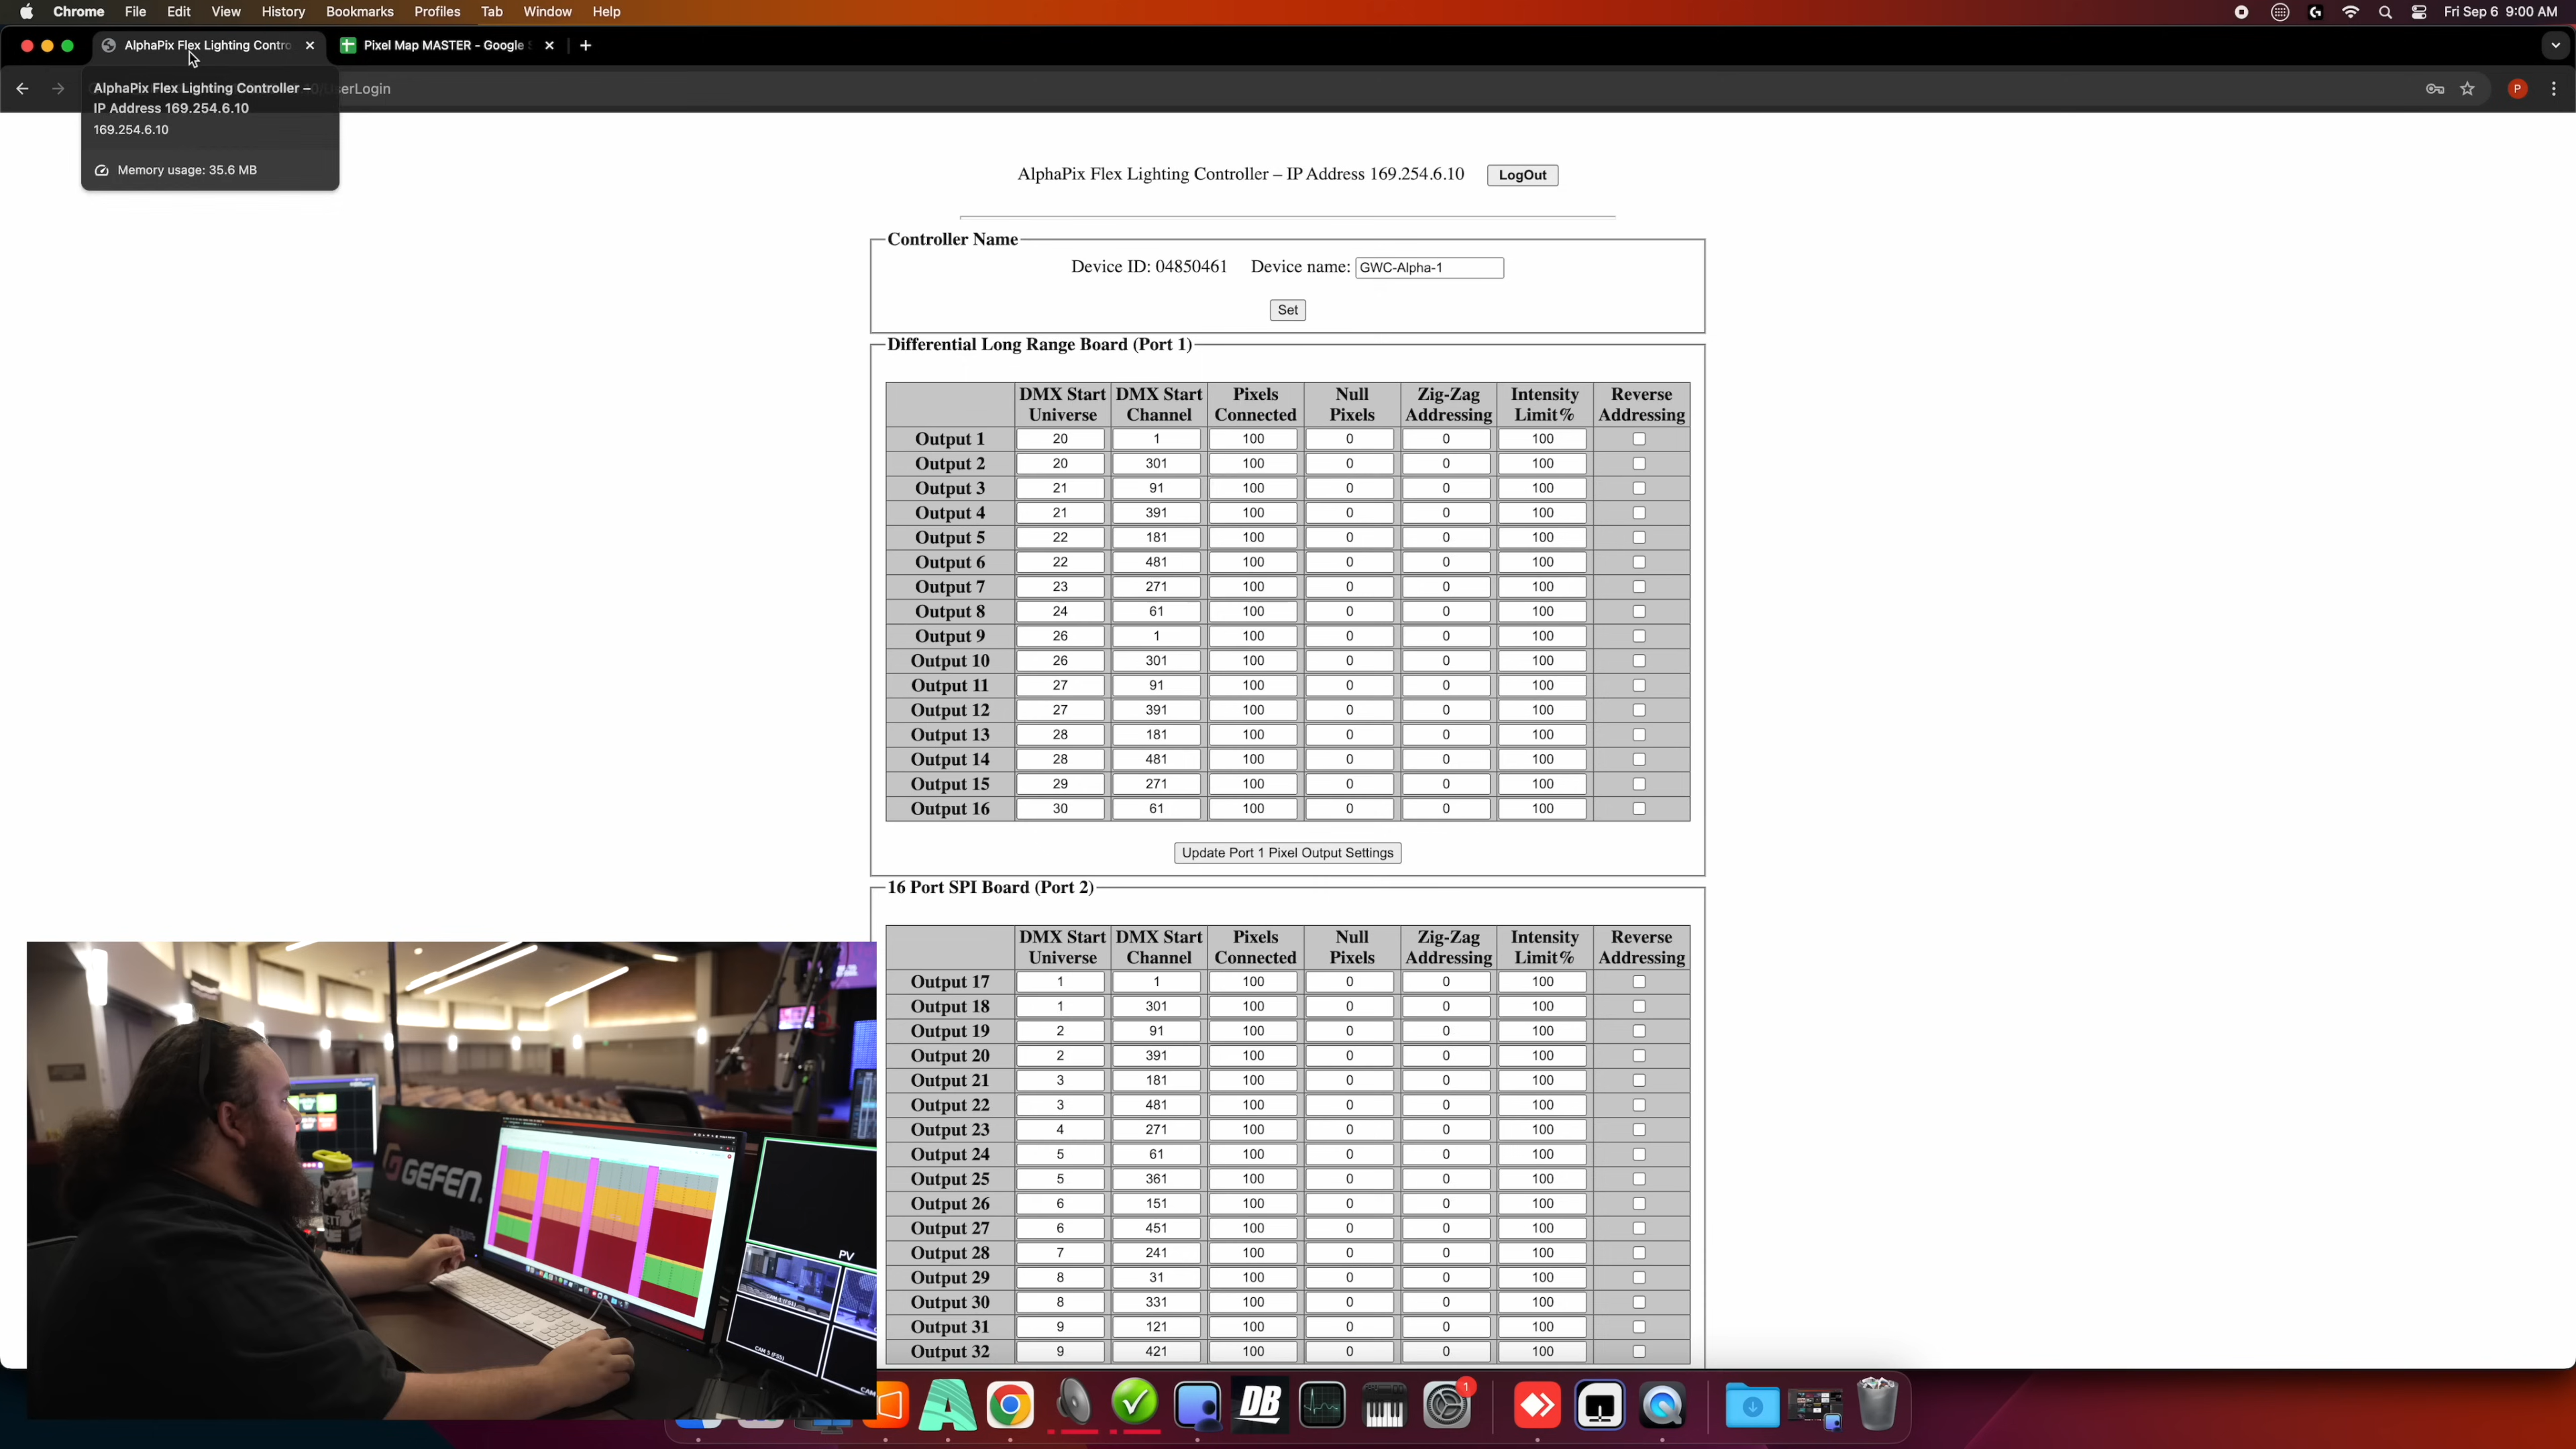 Chrome File Edit View History Bookmarks Profiles Tab Window Help Fri Sep 6 9:00 AM
AlphaPix Flex Lighting Contro Pixel Map MASTER - Google
serLogin P
AlphaPix Flex Lighting Controller –
IP Address 169.254.6.10
169.254.6.10
Memory usage: 35.6 MB
AlphaPix Flex Lighting Controller – IP Address 169.254.6.10 LogOut
Controller Name
Device ID: 04850461 Device name: GWC-Alpha-1
Set
Differential Long Range Board (Port 1)
DMX Start DMX Start Pixels Null Zig-Zag Intensity Reverse
Universe Channel Connected Pixels Addressing Limit% Addressing
Output 1 20 1 100 0 0 100
Output 2 20 301 100 0 0 100
Output 3 21 91 100 0 0 100
Output 4 21 391 100 0 0 100
Output 5 22 181 100 0 0 100
Output 6 22 481 100 0 0 100
Output 7 23 271 100 0 0 100
Output 8 24 61 100 0 0 100
Output 9 26 1 100 0 0 100
Output 10 26 301 100 0 0 100
Output 11 27 91 100 0 0 100
Output 12 27 391 100 0 0 100
Output 13 28 181 100 0 0 100
Output 14 28 481 100 0 0 100
Output 15 29 271 100 0 0 100
Output 16 30 61 100 0 0 100
Update Port 1 Pixel Output Settings
16 Port SPI Board (Port 2)
DMX Start DMX Start Pixels Null Zig-Zag Intensity Reverse
Universe Channel Connected Pixels Addressing Limit% Addressing
Output 17 1 1 100 0 0 100
Output 18 1 301 100 0 0 100
Output 19 2 91 100 0 0 100
Output 20 2 391 100 0 0 100
Output 21 3 181 100 0 0 100
Output 22 3 481 100 0 0 100
Output 23 4 271 100 0 0 100
Output 24 5 61 100 0 0 100
Output 25 5 361 100 0 0 100
Output 26 6 151 100 0 0 100
Output 27 6 451 100 0 0 100
Output 28 7 241 100 0 0 100
Output 29 8 31 100 0 0 100
Output 30 8 331 100 0 0 100
Output 31 9 121 100 0 0 100
Output 32 9 421 100 0 0 100
GEFEN
PV
CAM 5 (FS5)
CAM
DB
1